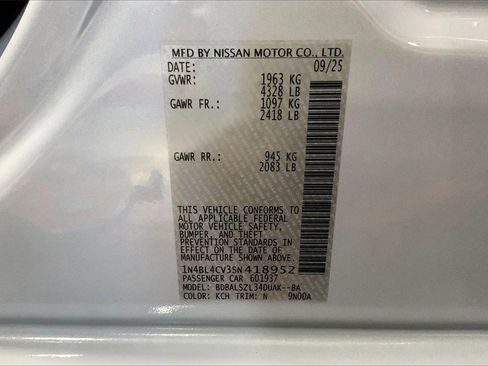 MFD BY NISSAN MOTOR CO., LTD.
DATE: 09/25
GVWR: 1963 KG
4328 LB
GAWR FR.: 1097 KG
2418 LB
GAWR RR.: 945 KG
2083 LB
THIS VEHICLE CONFORMS TO
ALL APPLICABLE FEDERAL
MOTOR VEHICLE SAFETY,
BUMPER, AND THEFT
PREVENTION STANDARDS
IN EFFECT ON THE DATE OF
MANUFACTURE SHOWN ABOVE.
1N4BL4CV3SN418952
PASSENGER CAR 601937
MODEL: BDBALSZL34DUAK--BA
COLOR: KCH TRIM: N 9N00A